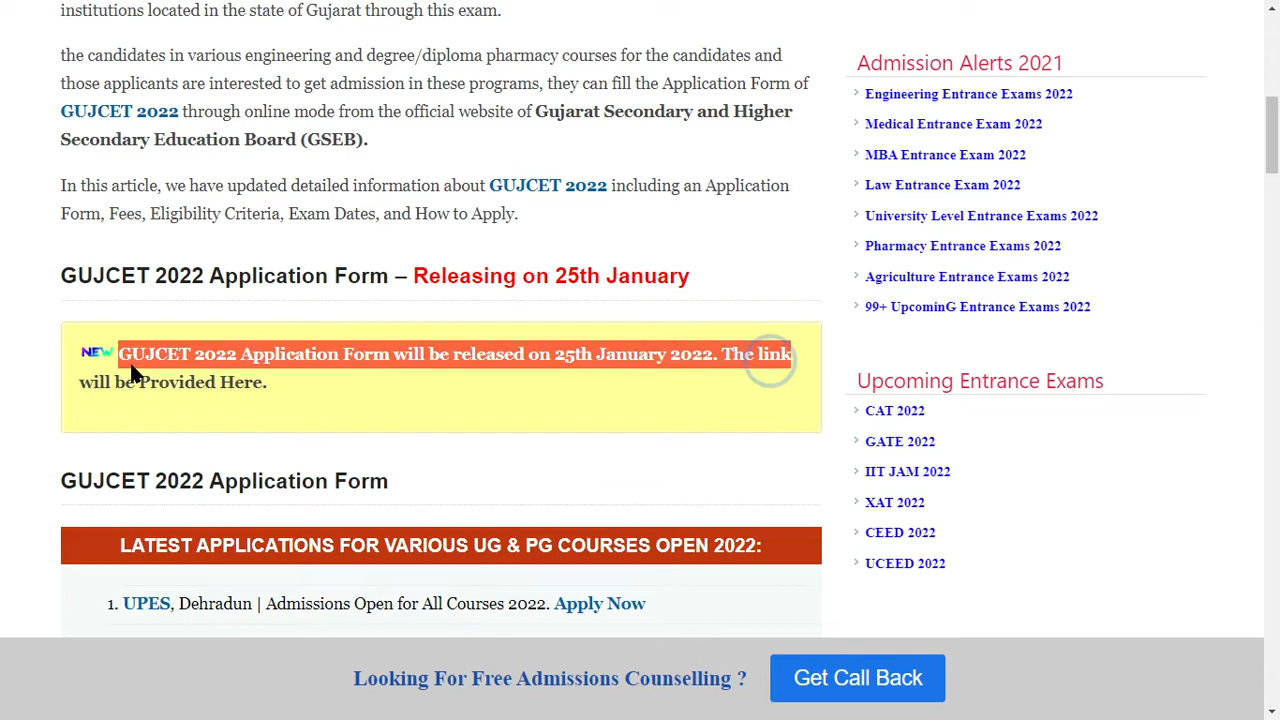 institutions located in the state of Gujarat through this exam.
the candidates in various engineering and degree/diploma pharmacy courses for the candidates and
those applicants are interested to get admission in these programs, they can fill the Application Form of
GUJCET 2022 through online mode from the official website of Gujarat Secondary and Higher
Secondary Education Board (GSEB).
In this article, we have updated detailed information about GUJCET 2022 including an Application
Form, Fees, Eligibility Criteria, Exam Dates, and How to Apply.
GUJCET 2022 Application Form – Releasing on 25th January
NEW GUJCET 2022 Application Form will be released on 25th January 2022. The link
will be Provided Here.
GUJCET 2022 Application Form
LATEST APPLICATIONS FOR VARIOUS UG & PG COURSES OPEN 2022:
1. UPES, Dehradun | Admissions Open for All Courses 2022. Apply Now
Admission Alerts 2021
Engineering Entrance Exams 2022
Medical Entrance Exam 2022
MBA Entrance Exam 2022
Law Entrance Exam 2022
University Level Entrance Exams 2022
Pharmacy Entrance Exams 2022
Agriculture Entrance Exams 2022
99+ UpcominG Entrance Exams 2022
Upcoming Entrance Exams
CAT 2022
GATE 2022
IIT JAM 2022
XAT 2022
CEED 2022
UCEED 2022
Looking For Free Admissions Counselling ? Get Call Back